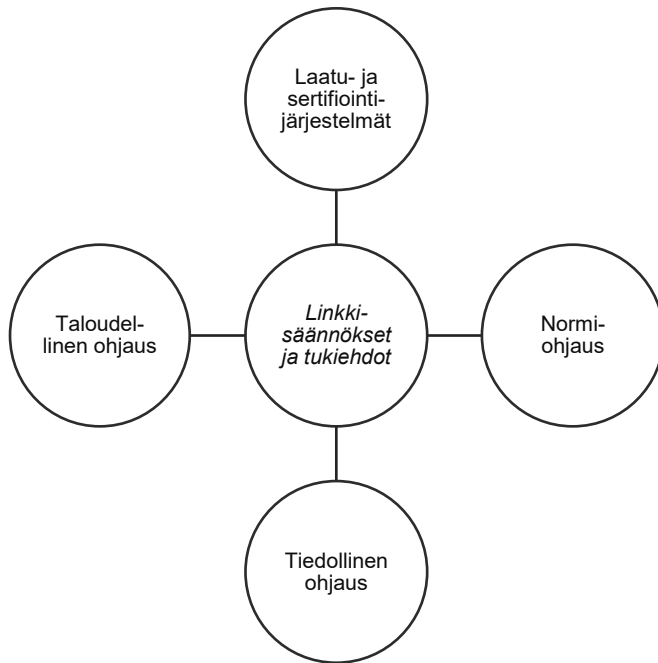 Laatu- ja
sertifiointi-
järjestelmät
Taloudel-
linen ohjaus
Linkki-
säännökset
ja tukiehdot
Normi-
ohjaus
Tiedollinen
ohjaus